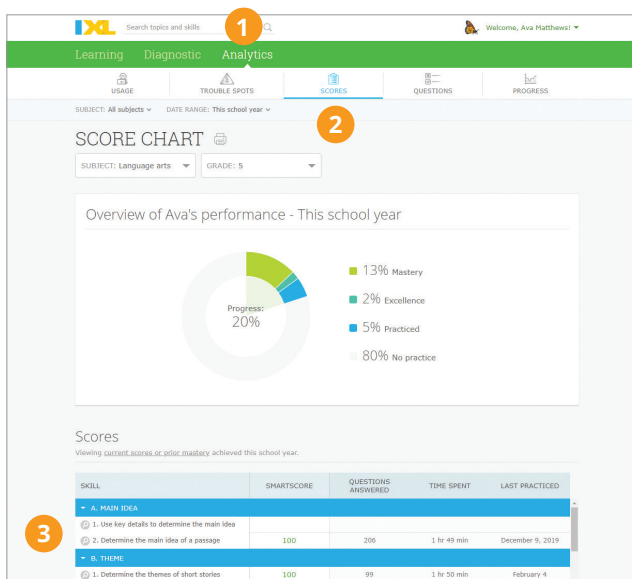 IXL Search topics and skills 1 Welcome, Ava Matthews!
Learning Diagnostic Analytics
USAGE TROUBLE SPOTS SCORES QUESTIONS PROGRESS
SUBJECT: All subjects DATE RANGE: This school year
2
SCORE CHART
SUBJECT: Language arts GRADE: 5
Overview of Ava's performance - This school year
Progress:
20%
13% Mastery
2% Excellence
5% Practiced
80% No practice
Scores
Viewing current scores or prior mastery achieved this school year.
SKILL SMARTSCORE QUESTIONS ANSWERED TIME SPENT LAST PRACTICED
A. MAIN IDEA
1. Use key details to determine the main idea
3
2. Determine the main idea of a passage 100 206 1 hr 49 min December 9, 2019
B. THEME
1. Determine the themes of short stories 100 99 1 hr 50 min February 4